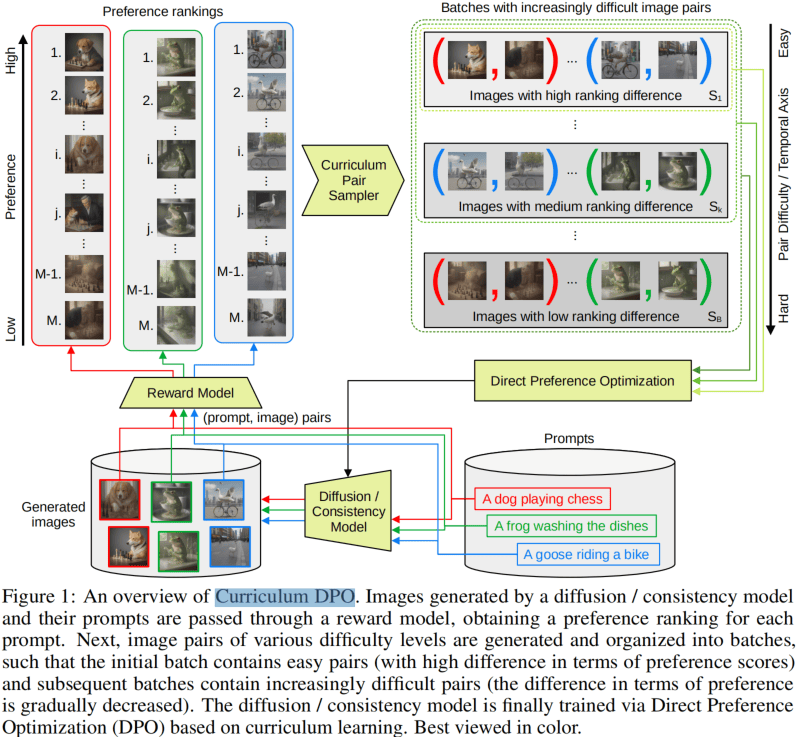 Preference rankings
Batches with increasingly difficult image pairs
High
Preference
Low
1.
2.
⋮
i.
j.
⋮
M-1.
M.
1.
2.
⋮
i.
j.
⋮
M-1.
M.
1.
2.
⋮
i.
j.
⋮
M-1.
M.
Curriculum
Pair
Sampler
( , ) ... ( , )
Images with high ranking difference S₁
⋮
( , ) ... ( , )
Images with medium ranking difference Sₖ
⋮
( , ) ... ( , )
Images with low ranking difference S_B
Easy
Pair Difficulty / Temporal Axis
Hard
Reward Model
Direct Preference Optimization
(prompt, image) pairs
Generated
images
Diffusion /
Consistency
Model
Prompts
A dog playing chess
A frog washing the dishes
A goose riding a bike
Figure 1: An overview of Curriculum DPO. Images generated by a diffusion / consistency model
and their prompts are passed through a reward model, obtaining a preference ranking for each
prompt. Next, image pairs of various difficulty levels are generated and organized into batches,
such that the initial batch contains easy pairs (with high difference in terms of preference scores)
and subsequent batches contain increasingly difficult pairs (the difference in terms of preference
is gradually decreased). The diffusion / consistency model is finally trained via Direct Preference
Optimization (DPO) based on curriculum learning. Best viewed in color.